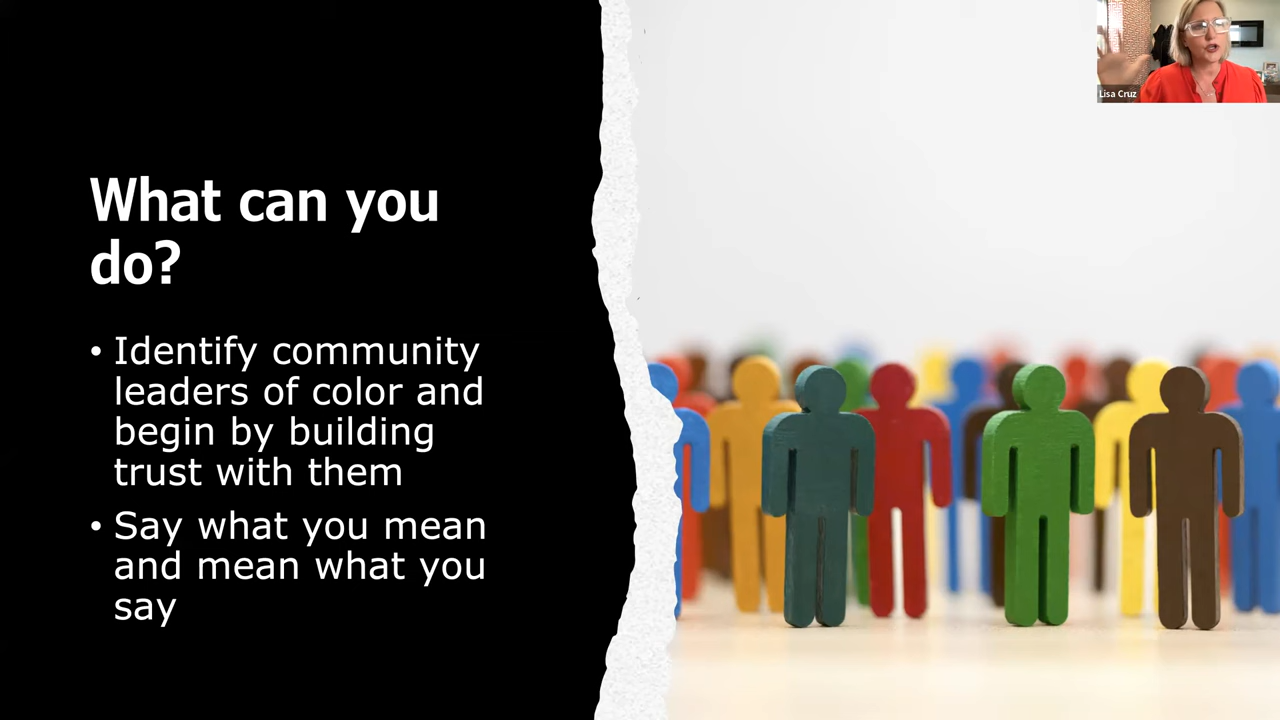 Lisa Cruz
What can you
do?
• Identify community
leaders of color and
begin by building
trust with them
• Say what you mean
and mean what you
say